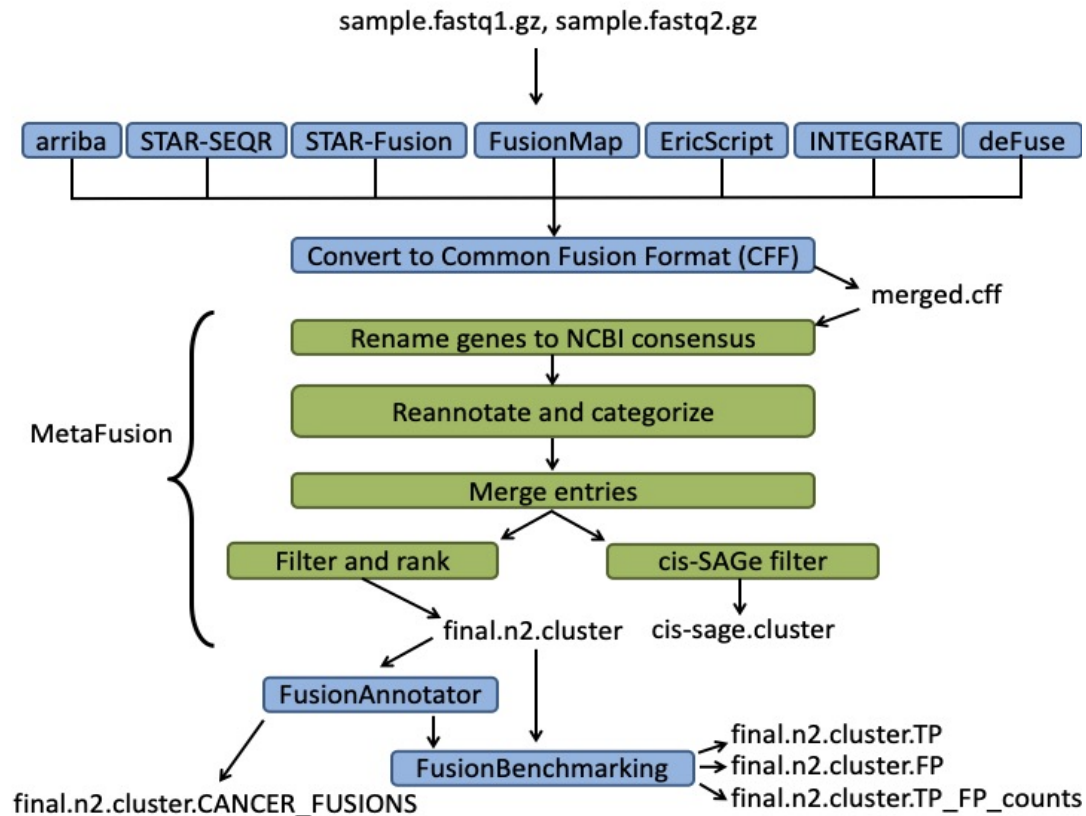 sample.fastq1.gz, sample.fastq2.gz
arriba
STAR-SEQR
STAR-Fusion
FusionMap
EricScript
INTEGRATE
deFuse
Convert to Common Fusion Format (CFF)
merged.cff
Rename genes to NCBI consensus
Reannotate and categorize
MetaFusion
Merge entries
Filter and rank
cis-SAGe filter
final.n2.cluster
cis-sage.cluster
FusionAnnotator
FusionBenchmarking
final.n2.cluster.TP
final.n2.cluster.FP
final.n2.cluster.TP_FP_counts
final.n2.cluster.CANCER_FUSIONS